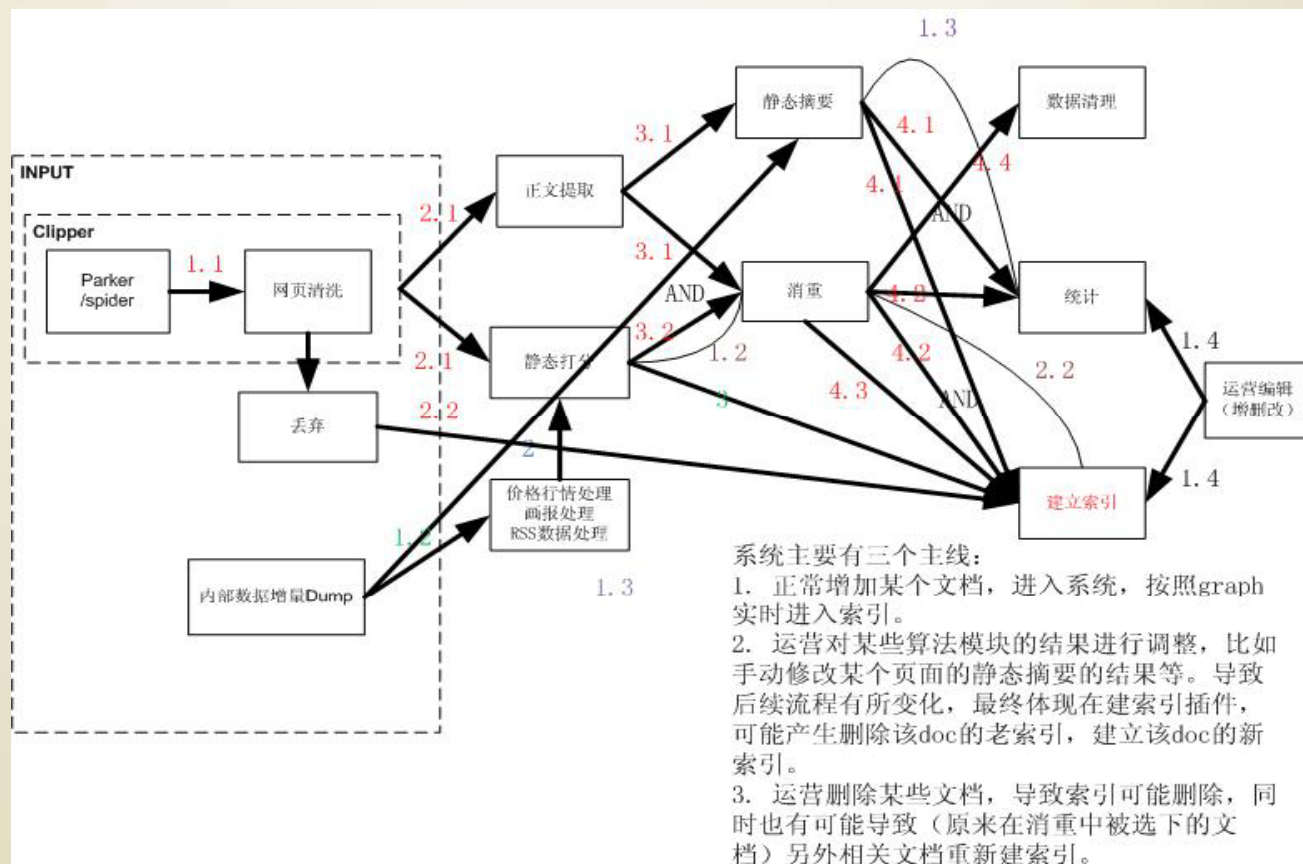 1.3
静态摘要
数据清理
3.1
4.1
4.4
INPUT
正文提取
4.1
Clipper
2.1
AND
Parker
/spider
1.1
网页清洗
3.1
消重
统计
AND
4.2
3.2
1.2
1.4
静态打分
2.1
4.2
2.2
运营编辑
(增删改)
丢弃
2.2
3
4.3
AND
2
1.4
价格行情处理
画报处理
RSS数据处理
建立索引
1.2
内部数据增量Dump
1.3
系统主要有三个主线:
1. 正常增加某个文档,进入系统,按照graph
实时进入索引。
2. 运营对某些算法模块的结果进行调整,比如
手动修改某个页面的静态摘要的结果等。导致
后续流程有所变化,最终体现在建索引插件,
可能产生删除该doc的老索引,建立该doc的新
索引。
3. 运营删除某些文档,导致索引可能删除,同
时也有可能导致(原来在消重中被选下的文
档)另外相关文档重新建索引。